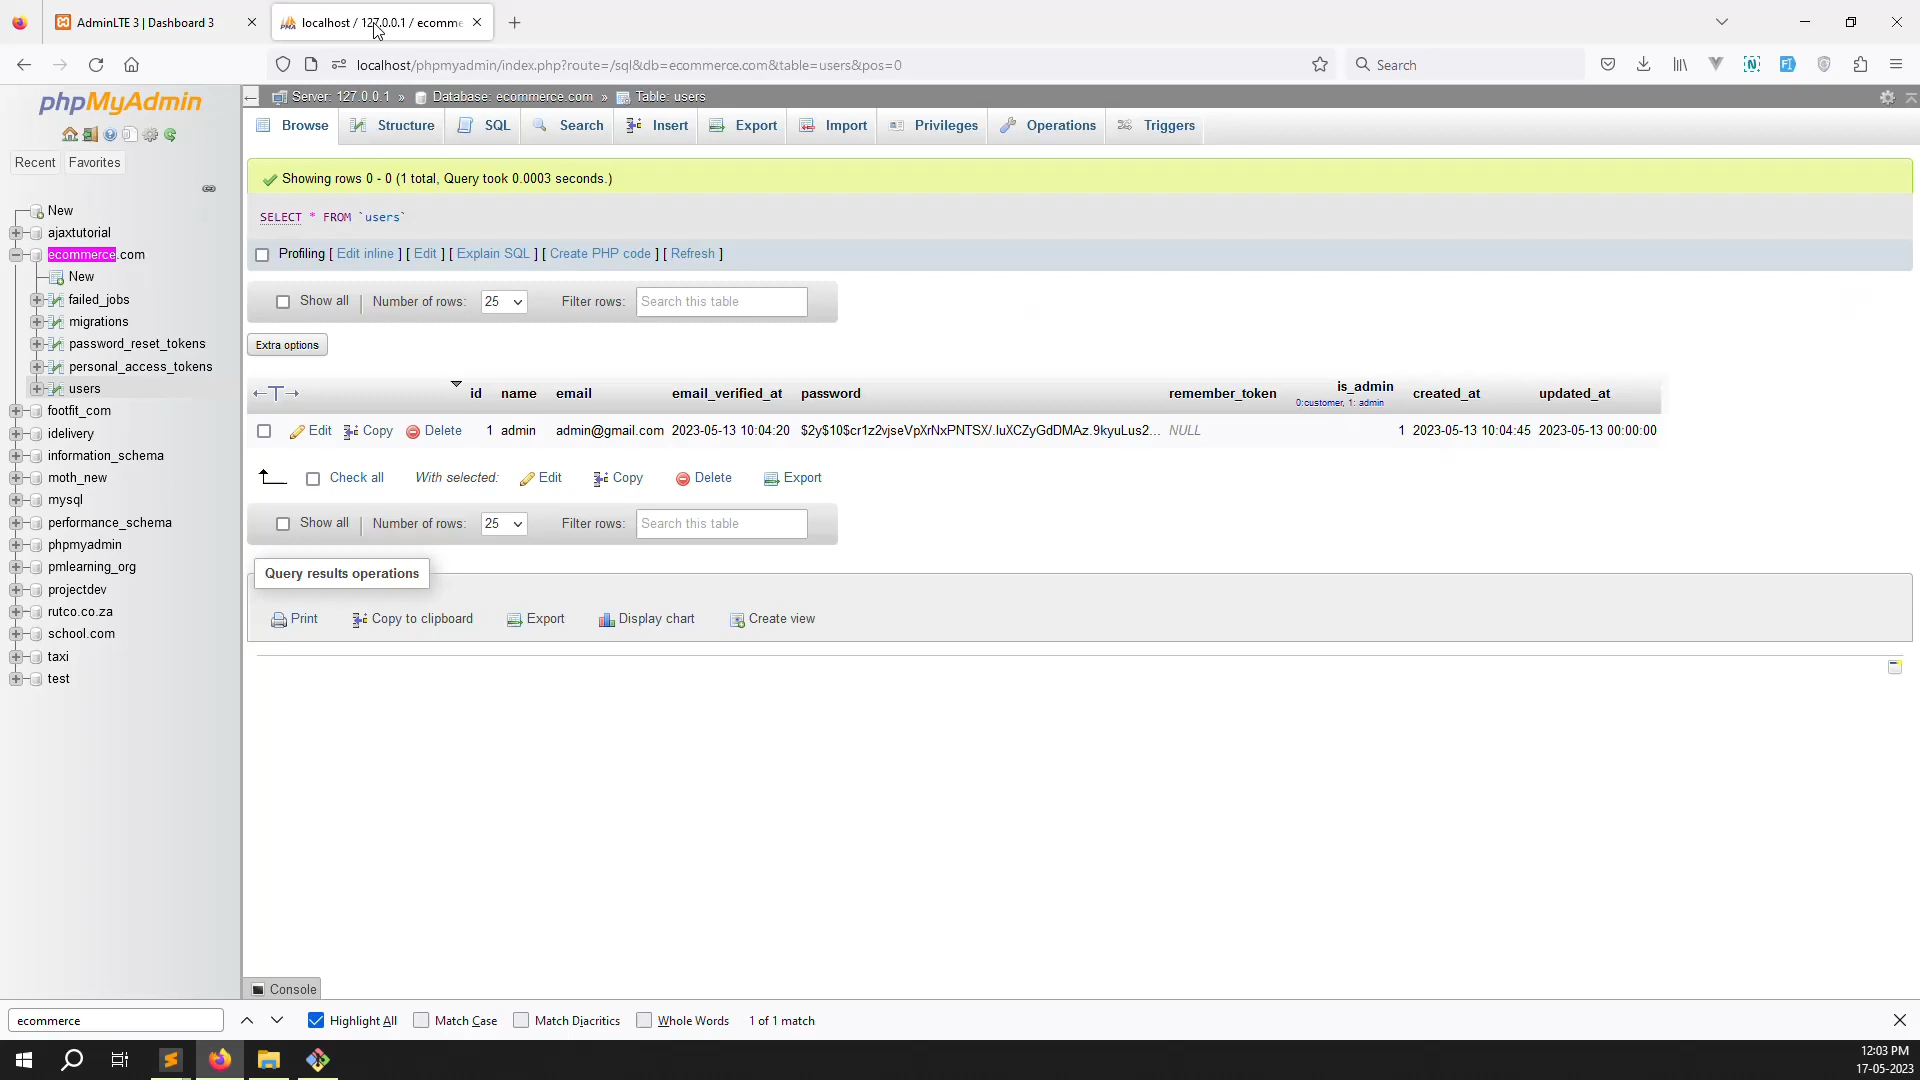 AdminLTE 3 | Dashboard 3
localhost / 127.0.0.1 / ecomme
localhost/phpmyadmin/index.php?route=/sql&db=ecommerce.com&table=users&pos=0
Search
phpMyAdmin
Recent
Favorites
New
ajaxtutorial
ecommerce.com
New
failed_jobs
migrations
password_reset_tokens
personal_access_tokens
users
footfit_com
idelivery
information_schema
moth_new
mysql
performance_schema
phpmyadmin
pmlearning_org
projectdev
rutco.co.za
school.com
taxi
test
Server: 127.0.0.1 » Database: ecommerce.com » Table: users
Browse Structure SQL Search Insert Export Import Privileges Operations Triggers
Showing rows 0 - 0 (1 total, Query took 0.0003 seconds.)
SELECT * FROM `users`
Profiling [ Edit inline ] [ Edit ] [ Explain SQL ] [ Create PHP code ] [ Refresh ]
Show all | Number of rows: 25 Filter rows: Search this table
Extra options
id name email email_verified_at password remember_token is_admin created_at updated_at
0:customer, 1: admin
Edit Copy Delete 1 admin admin@gmail.com 2023-05-13 10:04:20 $2y$10$cr1z2vjseVpXrNxPNTSX/.luXCZyGdDMAz.9kyuLus2... NULL 1 2023-05-13 10:04:45 2023-05-13 00:00:00
Check all With selected: Edit Copy Delete Export
Show all | Number of rows: 25 Filter rows: Search this table
Query results operations
Print Copy to clipboard Export Display chart Create view
Console
ecommerce Highlight All Match Case Match Diacritics Whole Words 1 of 1 match
12:03 PM
17-05-2023